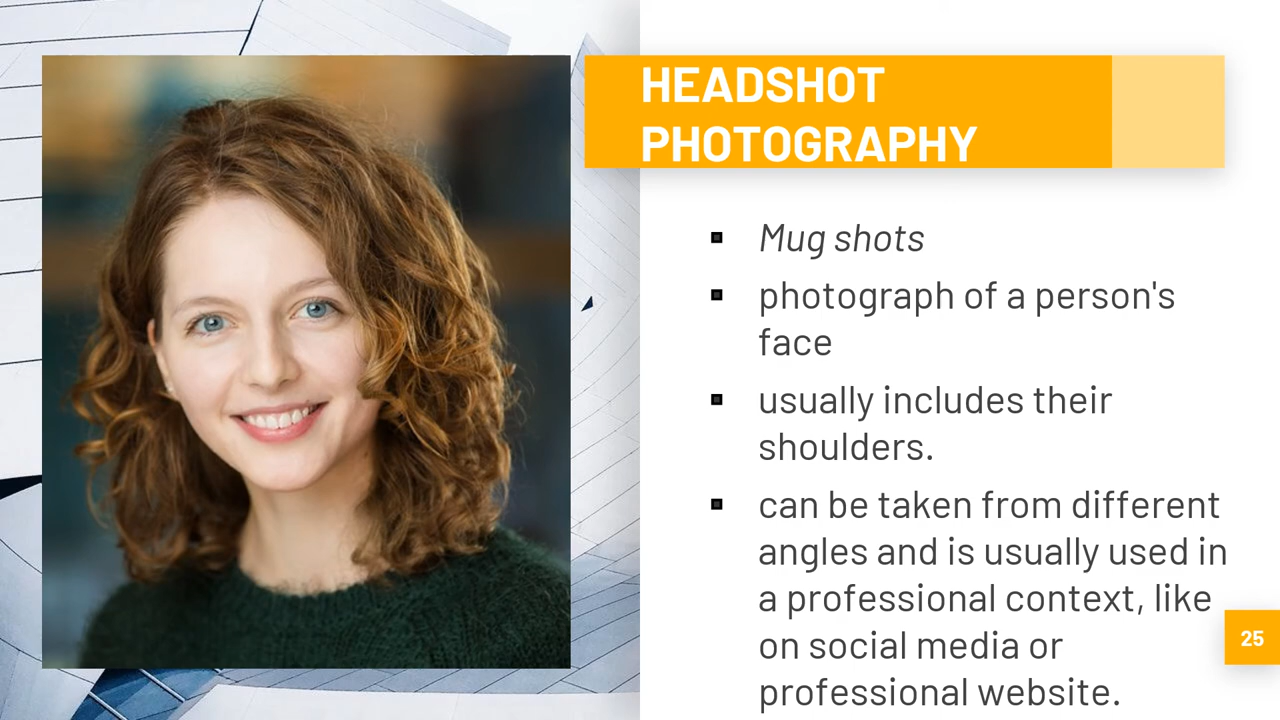 HEADSHOT
PHOTOGRAPHY
Mug shots
photograph of a person's
face
usually includes their
shoulders.
can be taken from different
angles and is usually used in
a professional context, like
on social media or
professional website.
25